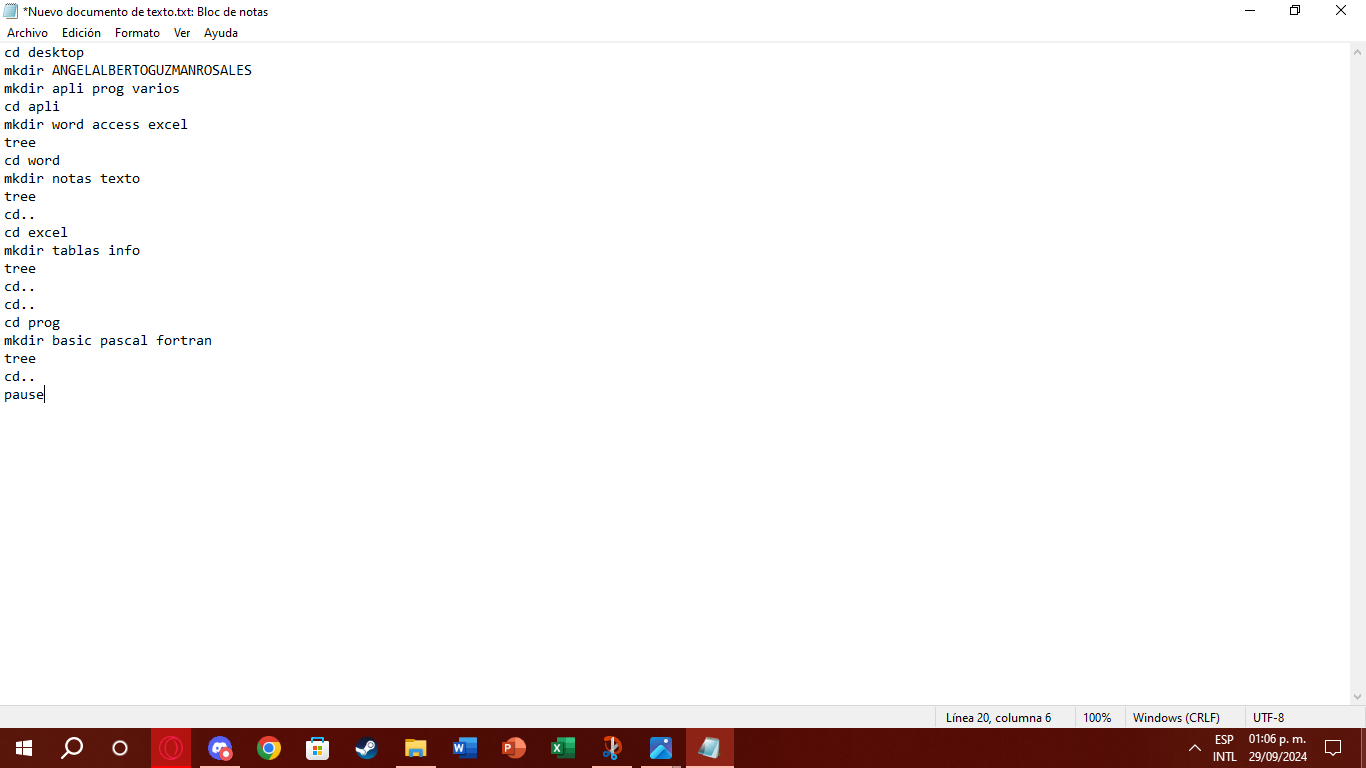 *Nuevo documento de texto.txt: Bloc de notas
Archivo Edición Formato Ver Ayuda
cd desktop
mkdir ANGELALBERTOGUZMANROSALES
mkdir apli prog varios
cd apli
mkdir word access excel
tree
cd word
mkdir notas texto
tree
cd..
cd excel
mkdir tablas info
tree
cd..
cd..
cd prog
mkdir basic pascal fortran
tree
cd..
pause
Línea 20, columna 6 100% Windows (CRLF) UTF-8
ESP 01:06 p. m.
INTL 29/09/2024